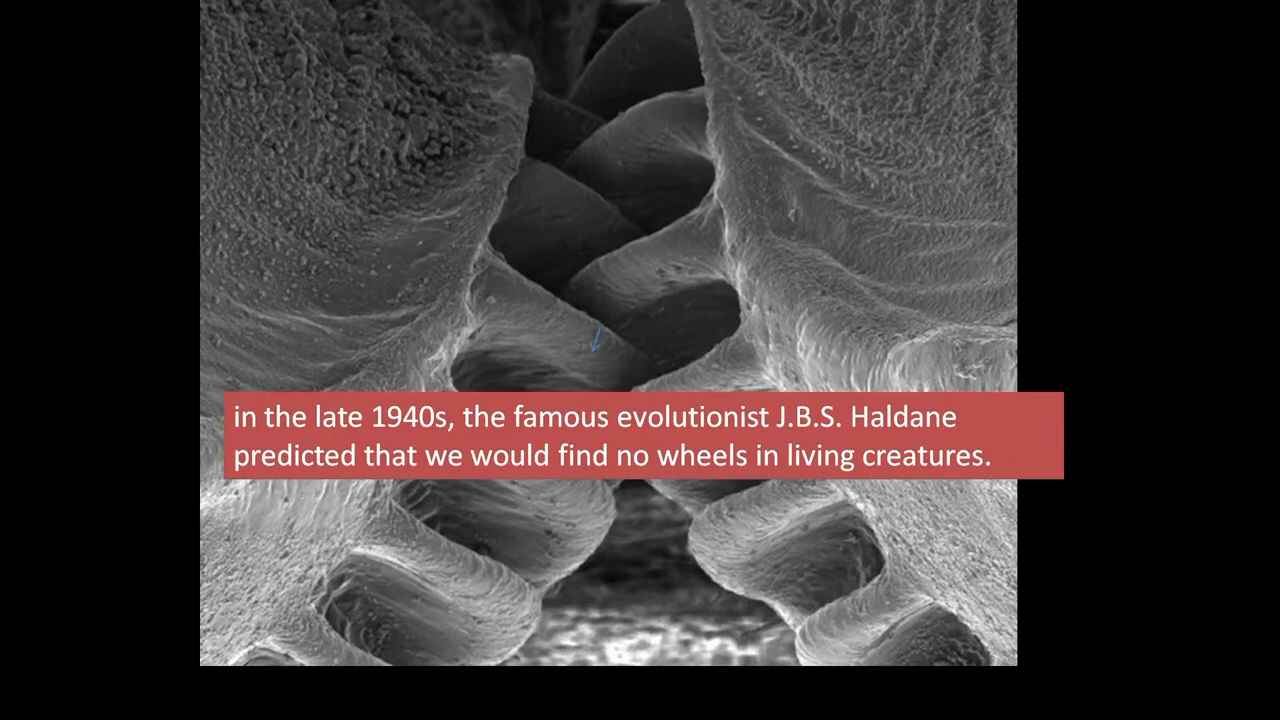 in the late 1940s, the famous evolutionist J.B.S. Haldane
predicted that we would find no wheels in living creatures.